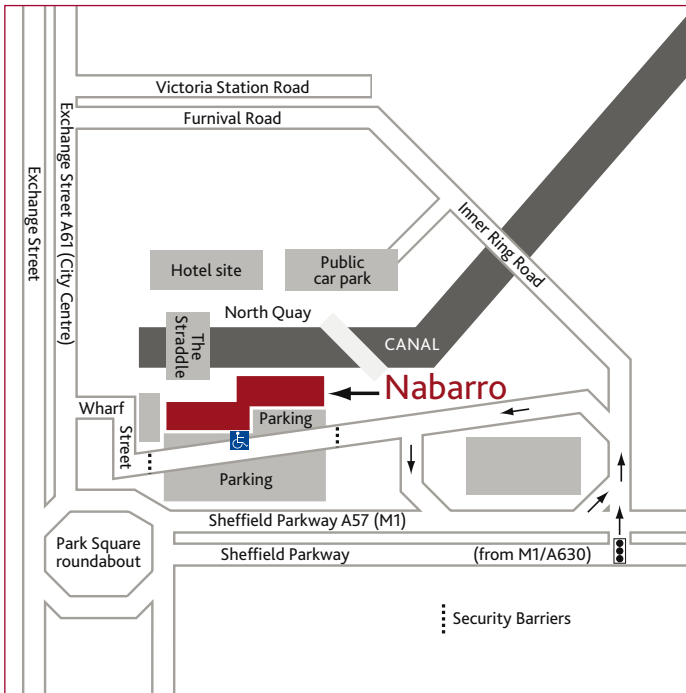 Victoria Station Road
Furnival Road
Exchange Street A61 (City Centre)
Exchange Street
Inner Ring Road
Hotel site
Public
car park
North Quay
The
Straddle
CANAL
Nabarro
Wharf
Street
Parking
Parking
Sheffield Parkway A57 (M1)
Park Square
roundabout
Sheffield Parkway
(from M1/A630)
Security Barriers